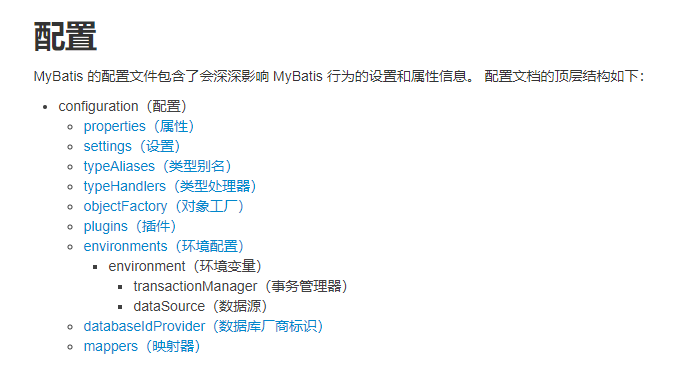 配置
MyBatis 的配置文件包含了会深深影响 MyBatis 行为的设置和属性信息。 配置文档的顶层结构如下：
configuration（配置）
properties（属性）
settings（设置）
typeAliases（类型别名）
typeHandlers（类型处理器）
objectFactory（对象工厂）
plugins（插件）
environments（环境配置）
environment（环境变量）
transactionManager（事务管理器）
dataSource（数据源）
databaseIdProvider（数据库厂商标识）
mappers（映射器）